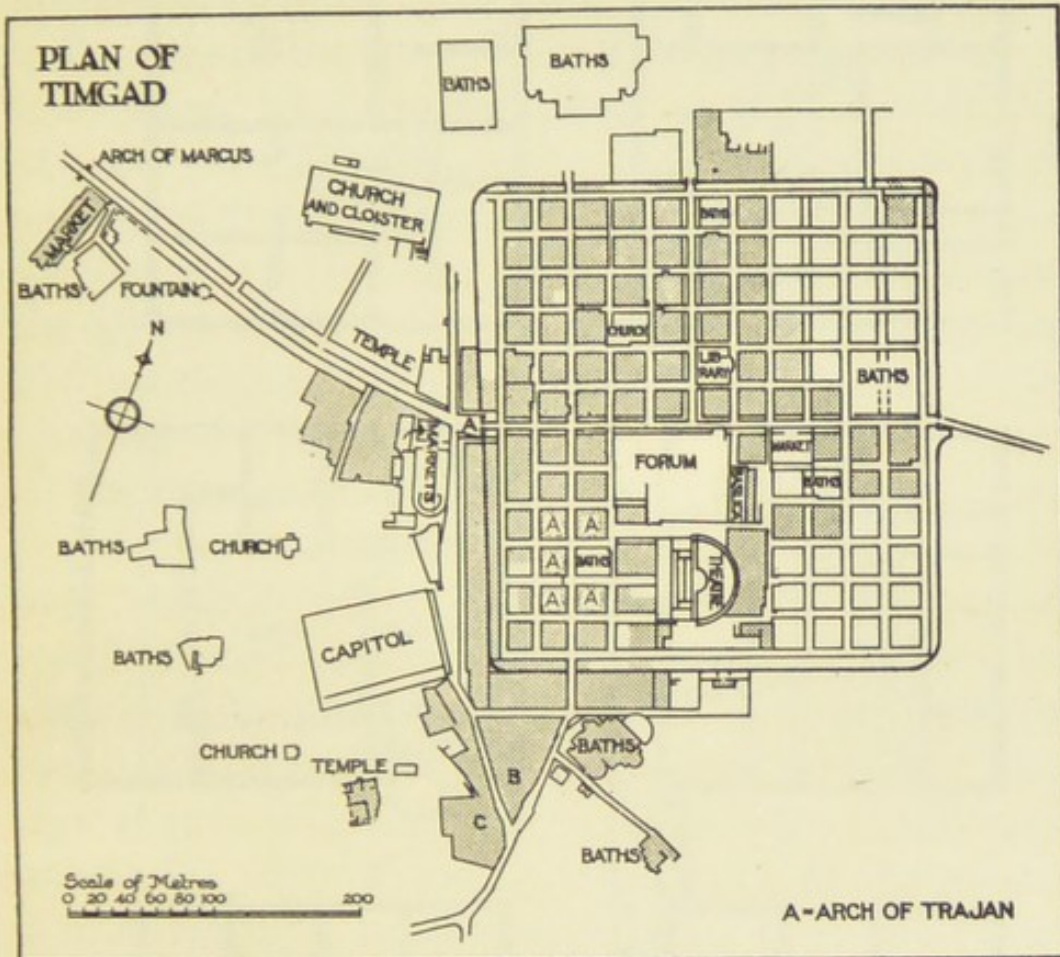 PLAN OF
TIMGAD
BATHS
BATHS
ARCH OF MARCUS
CHURCH
AND CLOISTER
MARKET
BATHS
FOUNTAIN
N
TEMPLE
BATHS
CHURCH
LIB
RARY
BATHS
A
MARKETS
FORUM
BASILICA
MARKET
BATHS
A A
A BATHS
A A
THEATRE
BATHS
CHURCH
CAPITOL
BATHS
CHURCH
TEMPLE
B
C
BATHS
BATHS
Scale of Metres
0 20 40 60 80 100 200
A=ARCH OF TRAJAN